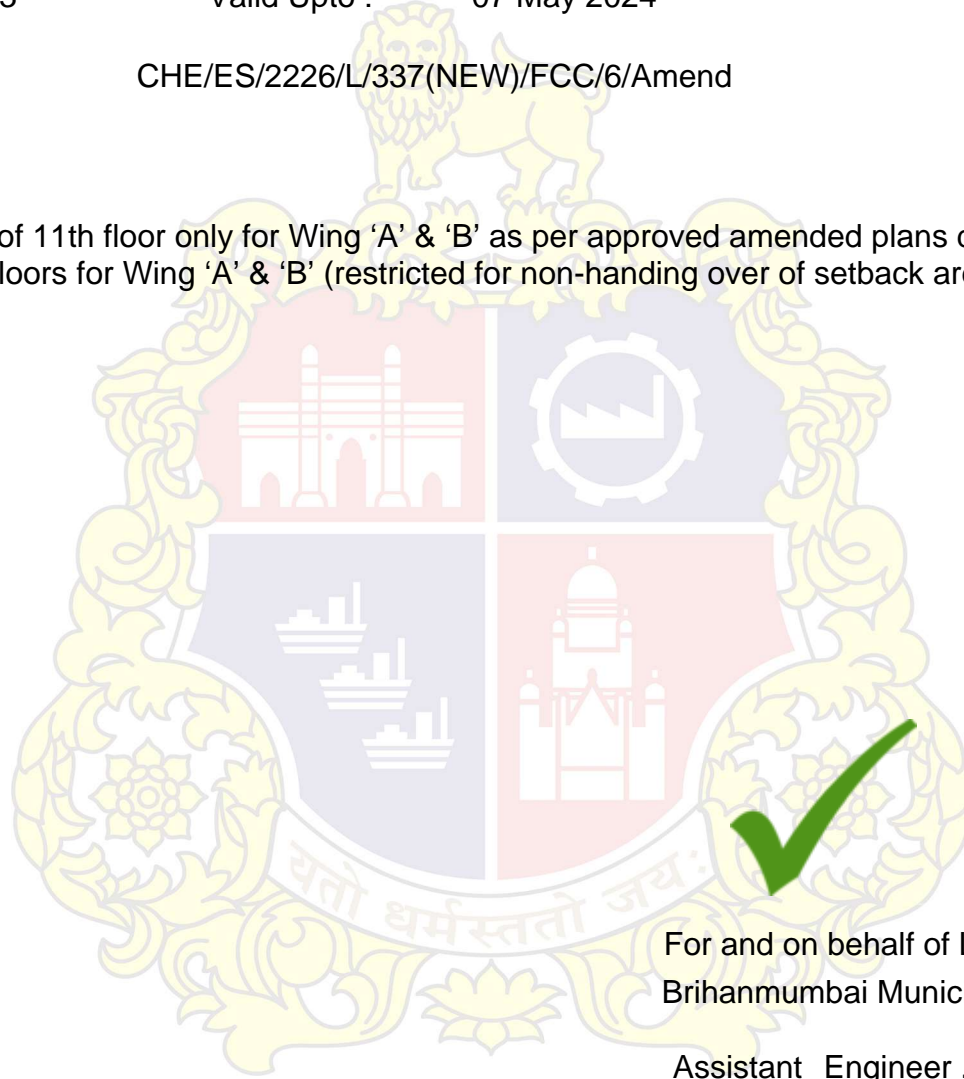 3 Valid Upto : 07 May 2024
CHE/ES/2226/L/337(NEW)/FCC/6/Amend
of 11th floor only for Wing ‘A’ & ‘B’ as per approved amended plans
loors for Wing ‘A’ & ‘B’ (restricted for non-handing over of setback
यतो धर्मस्ततो जय:
For and on behalf of
Brihanmumbai Munic
Assistant Engineer .